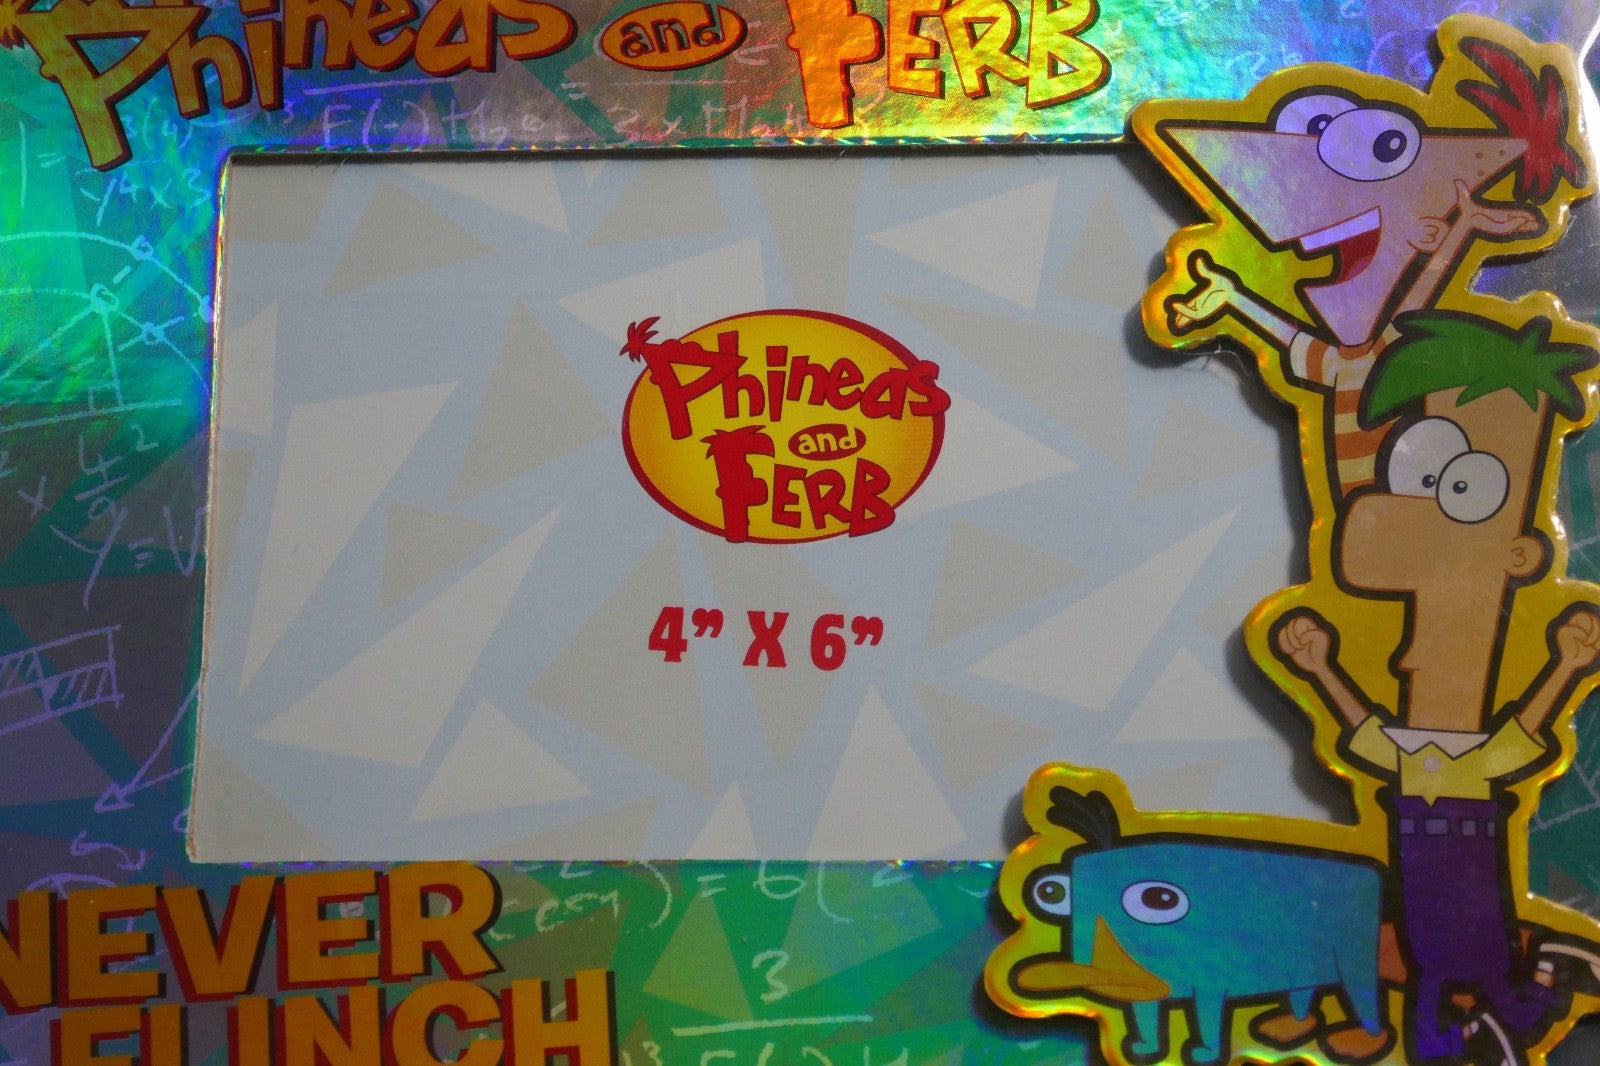 Phineas and FERB
Phineas
and
FERB
4” X 6”
NEVER
FLINCH